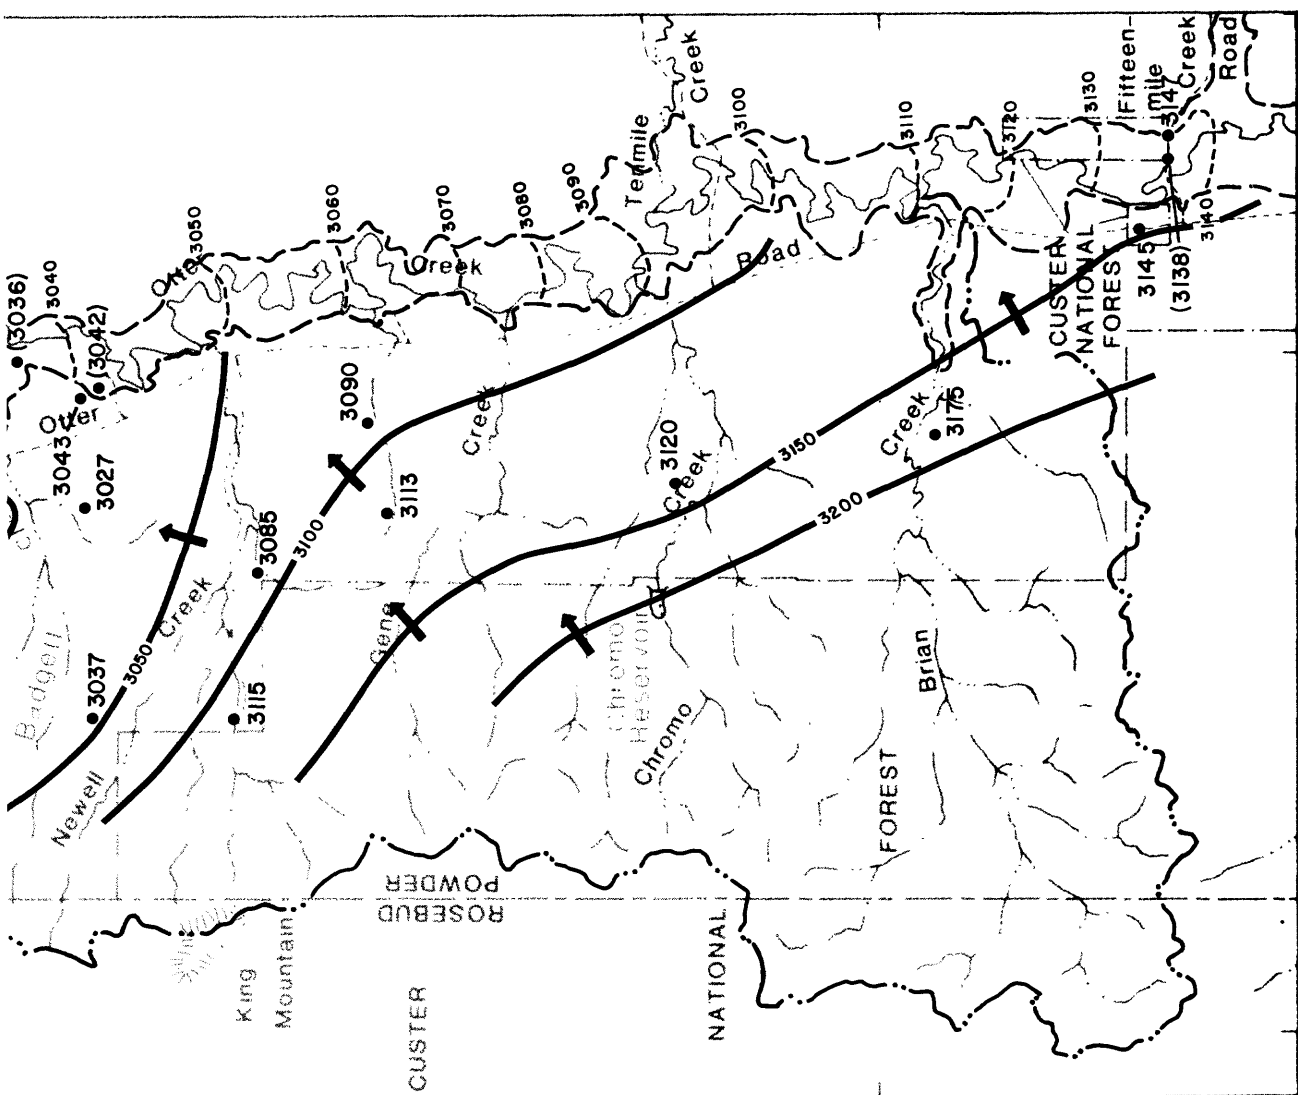 Fifteen-
mile
Creek
Road
3147
3130
3120
3110
3100
Creek
Tenmile
3090
3080
3070
3060
3050
3040
(3036)
Otter
Creek
Road
CUSTER
NATIONAL
FOREST
3145
(3138)
3140
(3042)
Otter
3043
3027
3090
Creek
3113
3120
Creek
3150
Creek
3175
3200
3085
3100
Creek
3050
3037
Badgell
3115
Gene
Chromo
Reservoir
Chromo
Brian
Newell
FOREST
POWDER
ROSEBUD
King
Mountain
CUSTER
NATIONAL